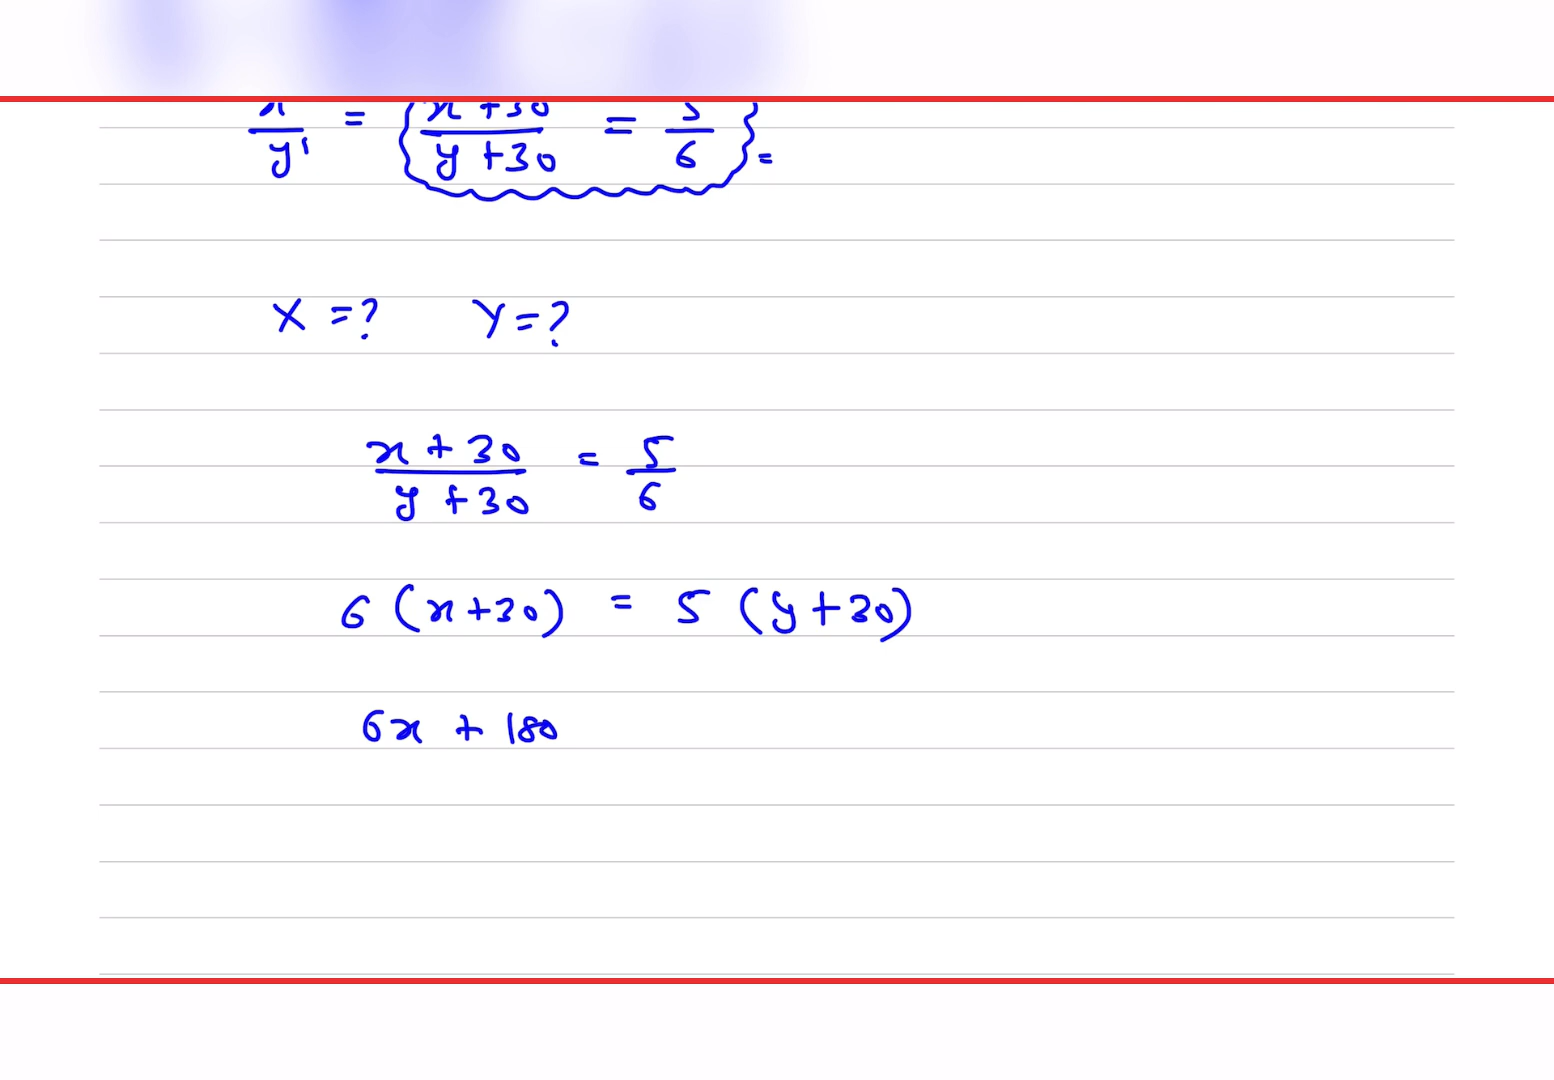 x/y' = {x+30/y+30 = 5/6}=
X =? Y=?
x + 30/y + 30 = 5/6
6 (x+30) = 5 (y+30)
6x + 180